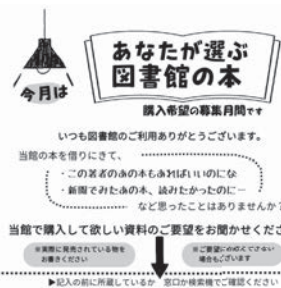 今月は
あなたが選ぶ
図書館の本
購入希望の募集月間です
いつも図書館のご利用ありがとうございます。
当館の本を借りにきて、
・この著者のあの本もあればいいのにな
・新聞でみたあの本、読みたかったのにー
など思ったことはありませんか？
当館で購入して欲しい資料のご要望をお聞かせくださ
※実際に発売されている物を
お書きください
※ご要望におこたえできない
場合もございます
▶記入の前に所蔵しているか 窓口か検索機でご確認ください